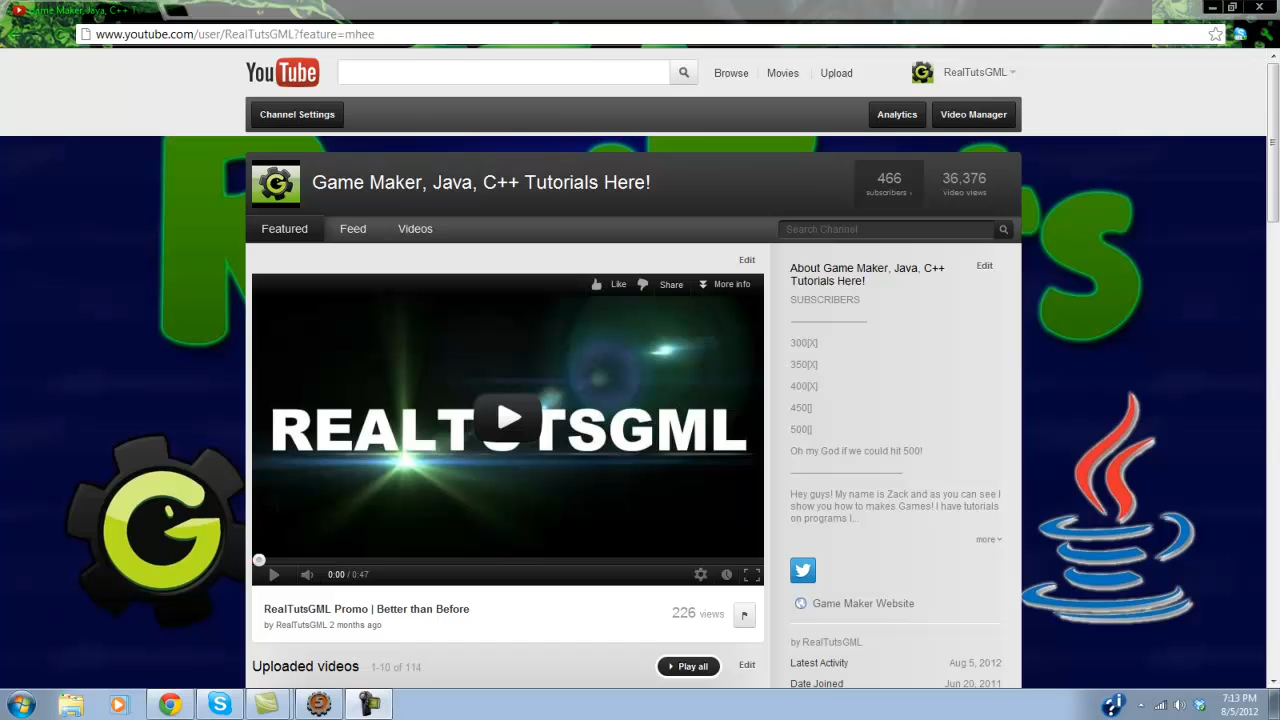 Game Maker, Java, C++ T
www.youtube.com/user/RealTutsGML?feature=mhee
YouTube
Browse
Movies
Upload
RealTutsGML
Channel Settings
Analytics
Video Manager
Game Maker, Java, C++ Tutorials Here!
466
subscribers
36,376
video views
Featured
Feed
Videos
Search Channel
Edit
Like
Share
More info
REALTUTSGML
0:00 / 0:47
RealTutsGML Promo | Better than Before
by RealTutsGML 2 months ago
226 views
Uploaded videos
1-10 of 114
Play all
Edit
About Game Maker, Java, C++
Tutorials Here!
Edit
SUBSCRIBERS
300[X]
350[X]
400[X]
450[]
500[]
Oh my God if we could hit 500!
Hey guys! My name is Zack and as you can see I
show you how to makes Games! I have tutorials
on programs I...
more
Game Maker Website
by RealTutsGML
Latest Activity
Aug 5, 2012
Date Joined
Jun 20, 2011
7:13 PM
8/5/2012